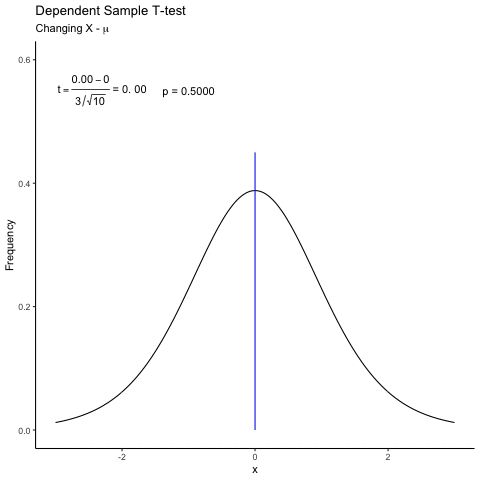 Dependent Sample T-test
Changing X - μ
0.6
t = (0.00 − 0) / (3/√10) = 0. 00 p = 0.5000
0.4
Frequency
0.2
0.0
-2 0 2
x